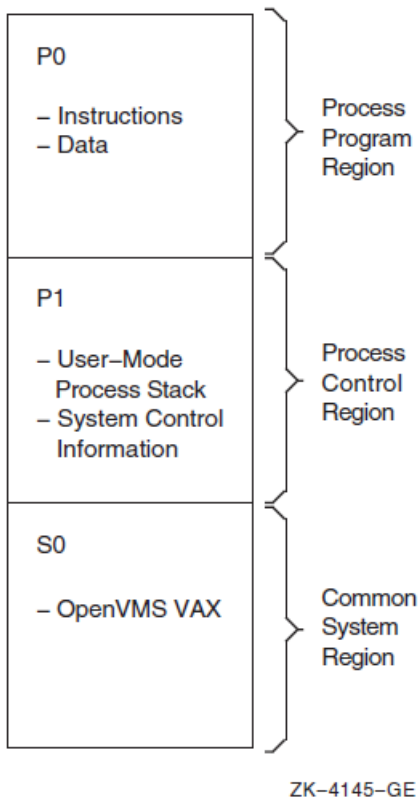 P0
– Instructions
– Data
Process
Program
Region
P1
– User–Mode
Process Stack
– System Control
Information
Process
Control
Region
S0
– OpenVMS VAX
Common
System
Region
ZK–4145–GE